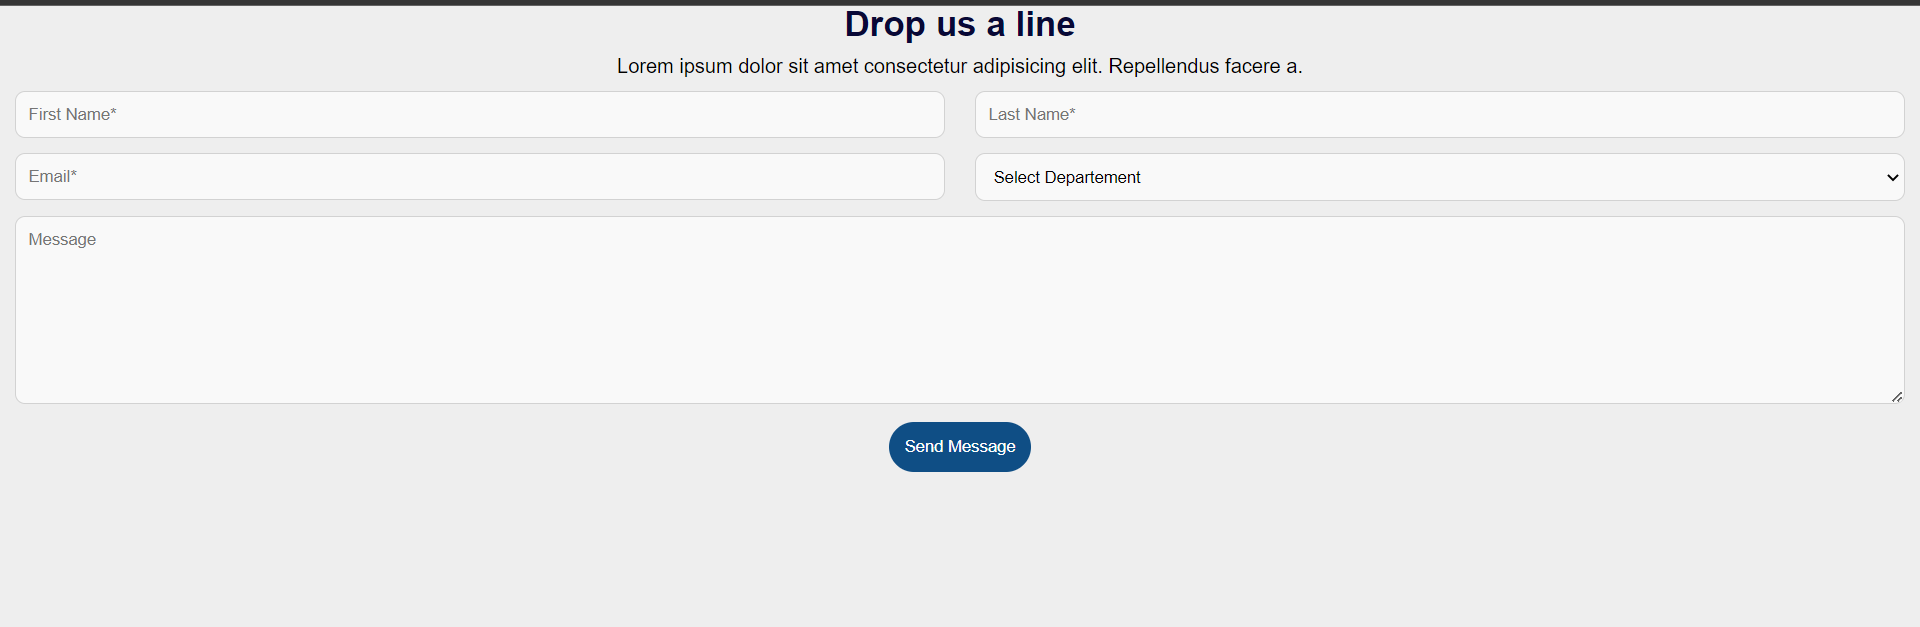 Drop us a line
Lorem ipsum dolor sit amet consectetur adipisicing elit. Repellendus facere a.
First Name*
Last Name*
Email*
Select Departement
Message
Send Message